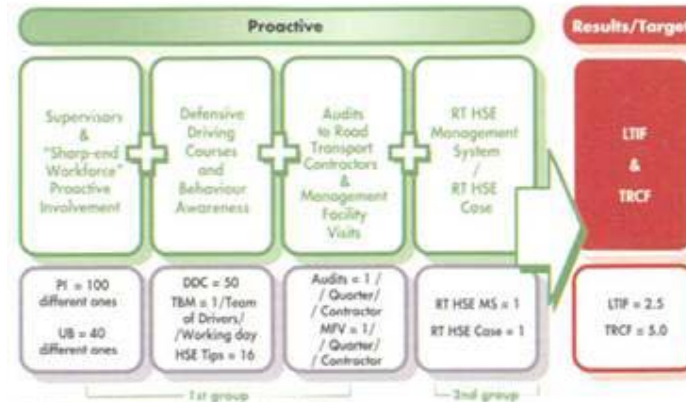 Proactive
Results/Target
Supervisors
&
"Sharp-end
Workforce"
Proactive
Involvement
Defensive
Driving
Courses
and
Behaviour
Awareness
Audits
to Road
Transport
Contractors
&
Management
Facility
Visits
RT HSE
Management
System
/
RT HSE
Case
LTIF
&
TRCF
PI = 100
different ones
UB = 40
different ones
DDC = 50
TBM = 1/Team
of Drivers/
/Working day
HSE Tips = 16
Audits = 1/
/ Quarter/
/ Contractor
MFV = 1/
/ Quarter/
/ Contractor
RT HSE MS = 1
RT HSE Case = 1
LTIF = 2.5
TRCF = 5.0
1st group
2nd group